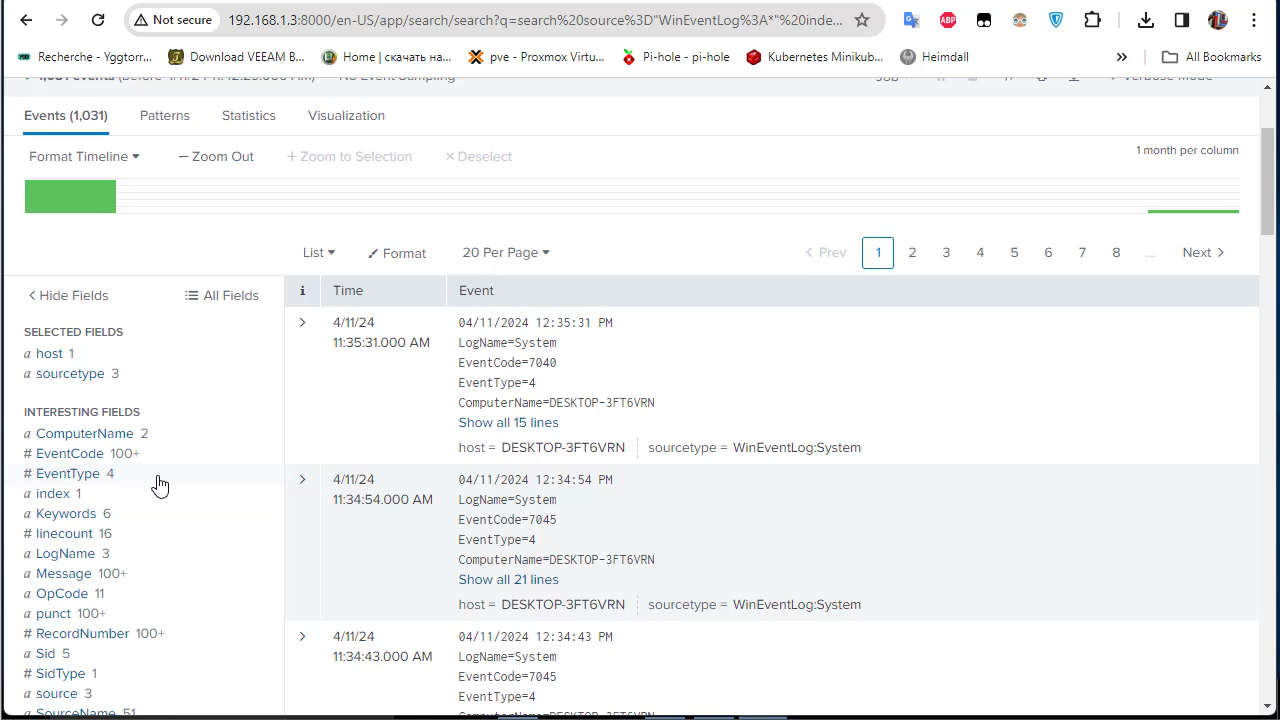 Not secure 192.168.1.3:8000/en-US/app/search/search?q=search%20source%3D"WinEventLog%3A*"%20inde...
Recherche - Yggtorr... Download VEEAM B... Home | скачать на... pve - Proxmox Virtu... Pi-hole - pi-hole Kubernetes Minikub... Heimdall » All Bookmarks
No Event Sampling Verbose Mode
Events (1,031) Patterns Statistics Visualization
Format Timeline — Zoom Out + Zoom to Selection × Deselect 1 month per column
List Format 20 Per Page < Prev 1 2 3 4 5 6 7 8 ... Next >
< Hide Fields All Fields
SELECTED FIELDS
a host 1
a sourcetype 3
INTERESTING FIELDS
a ComputerName 2
# EventCode 100+
# EventType 4
a index 1
a Keywords 6
# linecount 16
a LogName 3
a Message 100+
a OpCode 11
a punct 100+
# RecordNumber 100+
a Sid 5
# SidType 1
a source 3
a SourceName 51
i Time Event
> 4/11/24
11:35:31.000 AM
04/11/2024 12:35:31 PM
LogName=System
EventCode=7040
EventType=4
ComputerName=DESKTOP-3FT6VRN
Show all 15 lines
host = DESKTOP-3FT6VRN sourcetype = WinEventLog:System
> 4/11/24
11:34:54.000 AM
04/11/2024 12:34:54 PM
LogName=System
EventCode=7045
EventType=4
ComputerName=DESKTOP-3FT6VRN
Show all 21 lines
host = DESKTOP-3FT6VRN sourcetype = WinEventLog:System
> 4/11/24
11:34:43.000 AM
04/11/2024 12:34:43 PM
LogName=System
EventCode=7045
EventType=4
ComputerName=DESKTOP-3FT6VRN